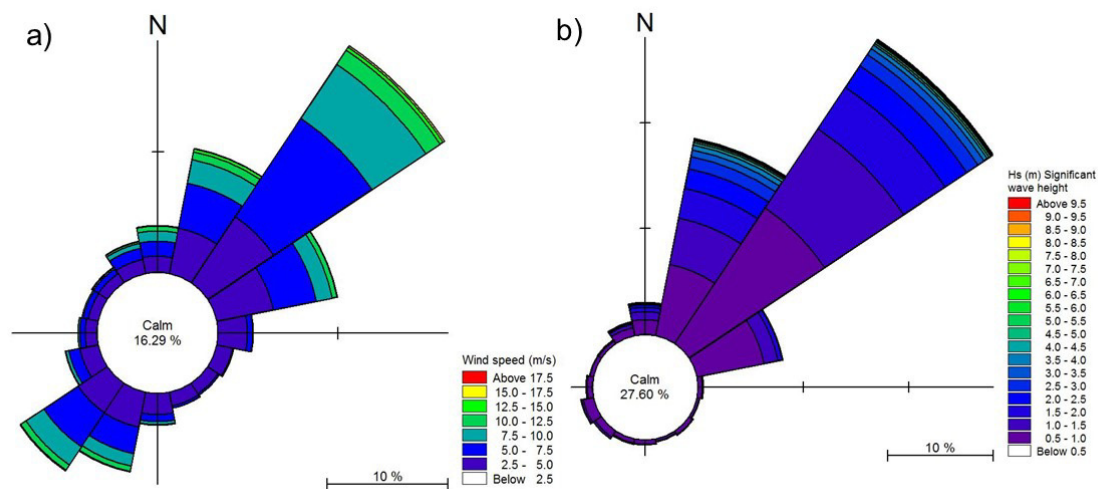 a)
N
Calm
16.29 %
10 %
Wind speed (m/s)
Above 17.5
15.0 - 17.5
12.5 - 15.0
10.0 - 12.5
7.5 - 10.0
5.0 - 7.5
2.5 - 5.0
Below 2.5
b)
N
Calm
27.60 %
10 %
Hs (m) Significant
wave height
Above 9.5
9.0 - 9.5
8.5 - 9.0
8.0 - 8.5
7.5 - 8.0
7.0 - 7.5
6.5 - 7.0
6.0 - 6.5
5.5 - 6.0
5.0 - 5.5
4.5 - 5.0
4.0 - 4.5
3.5 - 4.0
3.0 - 3.5
2.5 - 3.0
2.0 - 2.5
1.5 - 2.0
1.0 - 1.5
0.5 - 1.0
Below 0.5